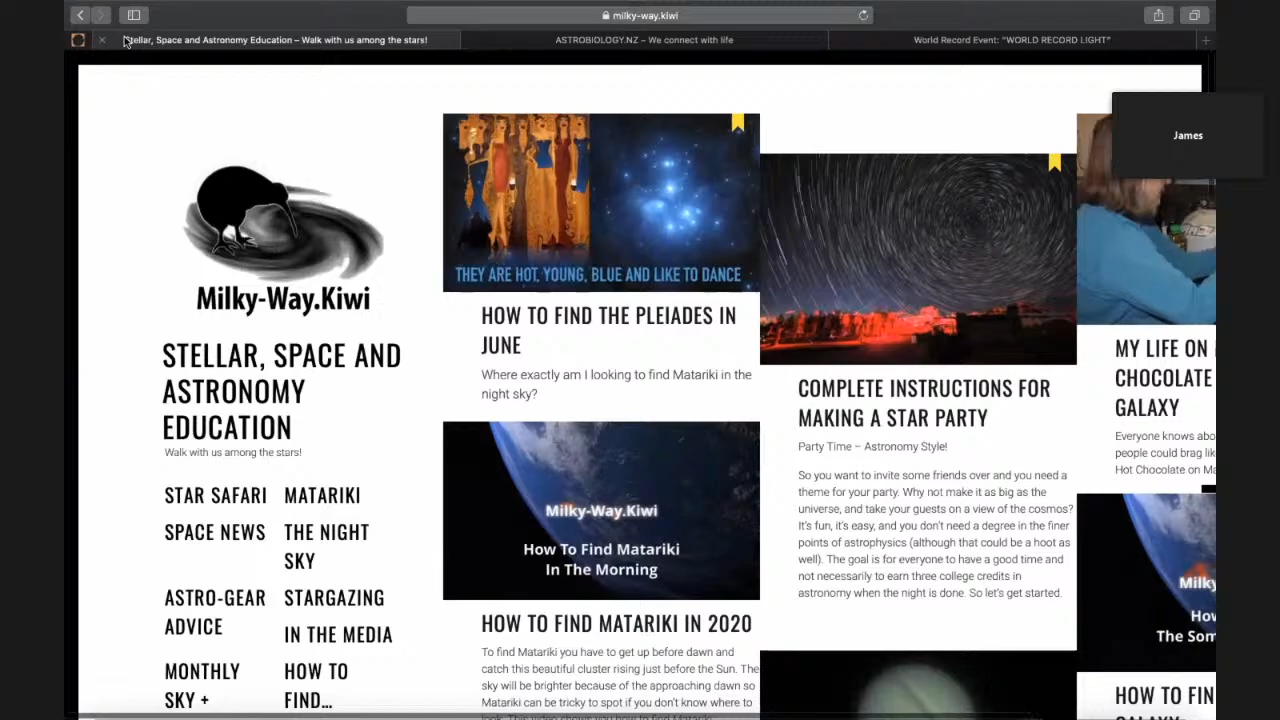 milky-way.kiwi
Stellar, Space and Astronomy Education – Walk with us among the stars!
ASTROBIOLOGY.NZ – We connect with life
World Record Event: "WORLD RECORD LIGHT"
James
Milky-Way.Kiwi
STELLAR, SPACE AND
ASTRONOMY
EDUCATION
Walk with us among the stars!
STAR SAFARI
MATARIKI
SPACE NEWS
THE NIGHT
SKY
ASTRO-GEAR
ADVICE
STARGAZING
IN THE MEDIA
MONTHLY
SKY +
HOW TO
FIND…
THEY ARE HOT, YOUNG, BLUE AND LIKE TO DANCE
HOW TO FIND THE PLEIADES IN
JUNE
Where exactly am I looking to find Matariki in the
night sky?
Milky-Way.Kiwi
How To Find Matariki
In The Morning
HOW TO FIND MATARIKI IN 2020
To find Matariki you have to get up before dawn and
catch this beautiful cluster rising just before the Sun. The
sky will be brighter because of the approaching dawn so
Matariki can be tricky to spot if you don't know where to
look. This video shows you how to find Matariki
COMPLETE INSTRUCTIONS FOR
MAKING A STAR PARTY
Party Time – Astronomy Style!
So you want to invite some friends over and you need a
theme for your party. Why not make it as big as the
universe, and take your guests on a view of the cosmos?
It's fun, it's easy, and you don't need a degree in the finer
points of astrophysics (although that could be a hoot as
well). The goal is for everyone to have a good time and
not necessarily to earn three college credits in
astronomy when the night is done. So let's get started.
MY LIFE ON
CHOCOLATE
GALAXY
Everyone knows abo
people could brag lik
Hot Chocolate on Ma
Milky
How
The Som
HOW TO FIN
GALAXY